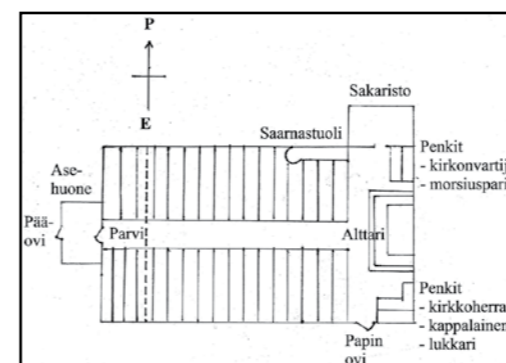 P
E
Sakaristo
Saarnastuoli
Penkit
- kirkonvartij
- morsiuspari
Ase-
huone
Pää-
ovi
Parvi
Alttari
Penkit
- kirkkoherra
- kappalainen
- lukkari
Papin
ovi